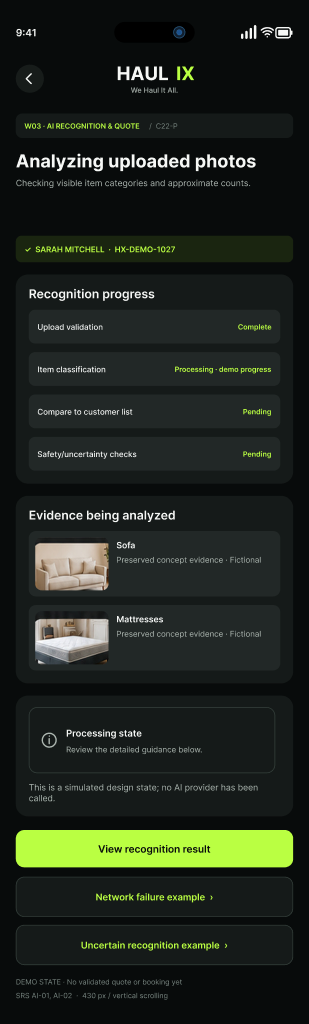 9:41
HAUL IX
We Haul It All.
W03 · AI RECOGNITION & QUOTE / C22-P
Analyzing uploaded photos
Checking visible item categories and approximate counts.
✓ SARAH MITCHELL · HX-DEMO-1027
Recognition progress
Upload validation Complete
Item classification Processing · demo progress
Compare to customer list Pending
Safety/uncertainty checks Pending
Evidence being analyzed
Sofa
Preserved concept evidence · Fictional
Mattresses
Preserved concept evidence · Fictional
Processing state
Review the detailed guidance below.
This is a simulated design state; no AI provider has been
called.
View recognition result
Network failure example ›
Uncertain recognition example ›
DEMO STATE · No validated quote or booking yet
SRS AI-01, AI-02 · 430 px / vertical scrolling